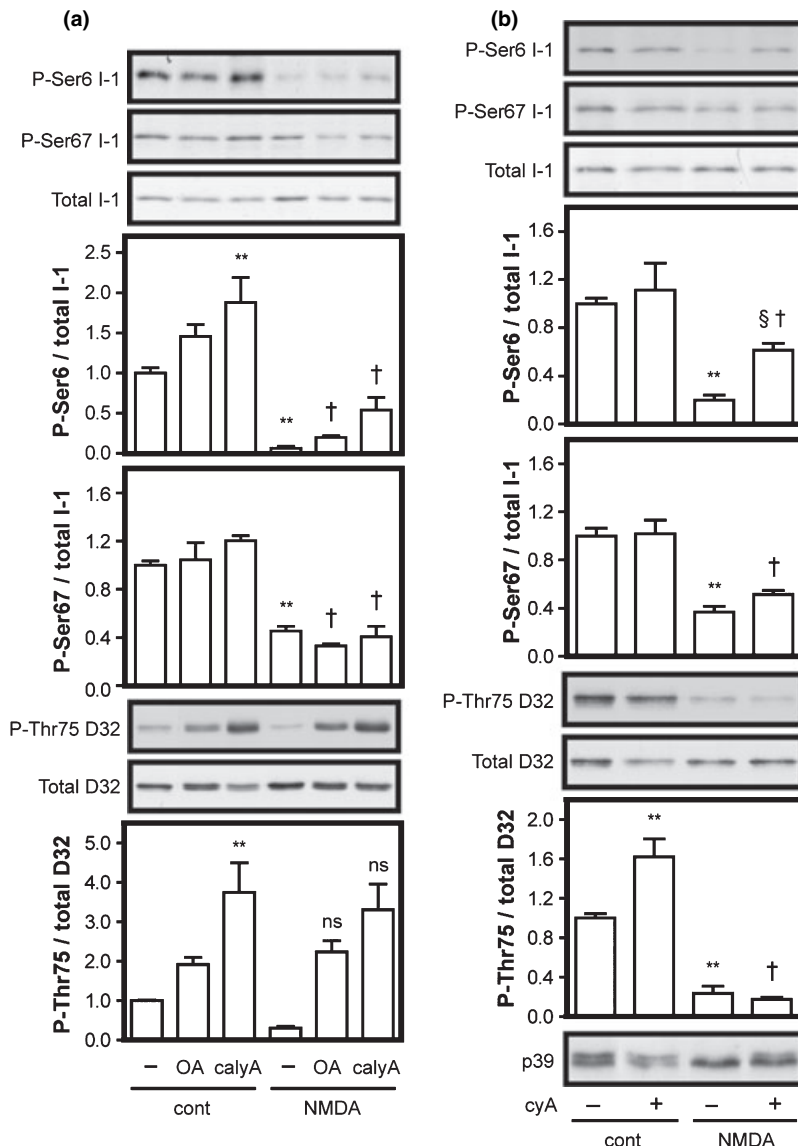 (a)
P-Ser6 I-1
P-Ser67 I-1
Total I-1
P-Ser6 / total I-1
2.5
2.0
1.5
1.0
0.5
0.0
**
**
†
†
P-Ser67 / total I-1
1.6
1.2
0.8
0.4
0.0
**
†
†
P-Thr75 D32
Total D32
P-Thr75 / total D32
5.0
4.0
3.0
2.0
1.0
0.0
**
ns
ns
– OA calyA – OA calyA
cont NMDA
(b)
P-Ser6 I-1
P-Ser67 I-1
Total I-1
P-Ser6 / total I-1
1.6
1.2
0.8
0.4
0.0
**
§ †
P-Ser67 / total I-1
1.6
1.2
0.8
0.4
0.0
**
†
P-Thr75 D32
Total D32
P-Thr75 / total D32
2.0
1.6
1.2
0.8
0.4
0.0
**
**
†
p39
cyA – + – +
cont NMDA